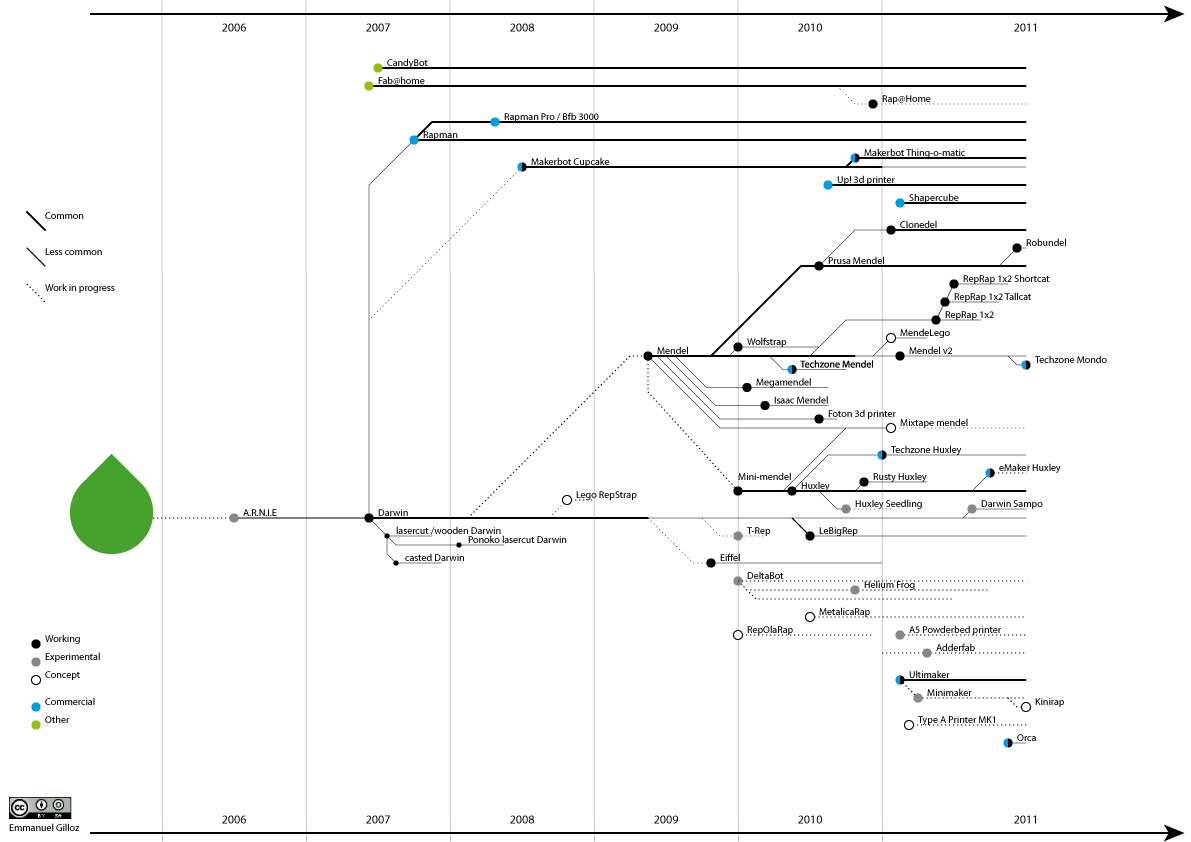 2006 2007 2008 2009 2010 2011
CandyBot
Fab@home
Rap@Home
Rapman Pro / Bfb 3000
Rapman
Makerbot Thing-o-matic
Makerbot Cupcake
Up! 3d printer
Shapercube
Common
Clonedel
Robundel
Less common
Prusa Mendel
RepRap 1x2 Shortcat
Work in progress
RepRap 1x2 Tallcat
RepRap 1x2
MendeLego
Wolfstrap
Mendel
Mendel v2
Techzone Mondo
Techzone Mendel
Megamendel
Isaac Mendel
Foton 3d printer
Mixtape mendel
Techzone Huxley
eMaker Huxley
Mini-mendel
Rusty Huxley
Huxley
Lego RepStrap
Huxley Seedling
Darwin Sampo
A.R.N.I.E
Darwin
lasercut /wooden Darwin
T-Rep
LeBigRep
Ponoko lasercut Darwin
casted Darwin
Eiffel
DeltaBot
Helium Frog
MetalicaRap
RepOlaRap
A5 Powderbed printer
Working
Adderfab
Experimental
Concept
Ultimaker
Minimaker
Commercial
Kinirap
Other
Type A Printer MK1
Orca
cc BY SA
Emmanuel Gilloz
2006 2007 2008 2009 2010 2011